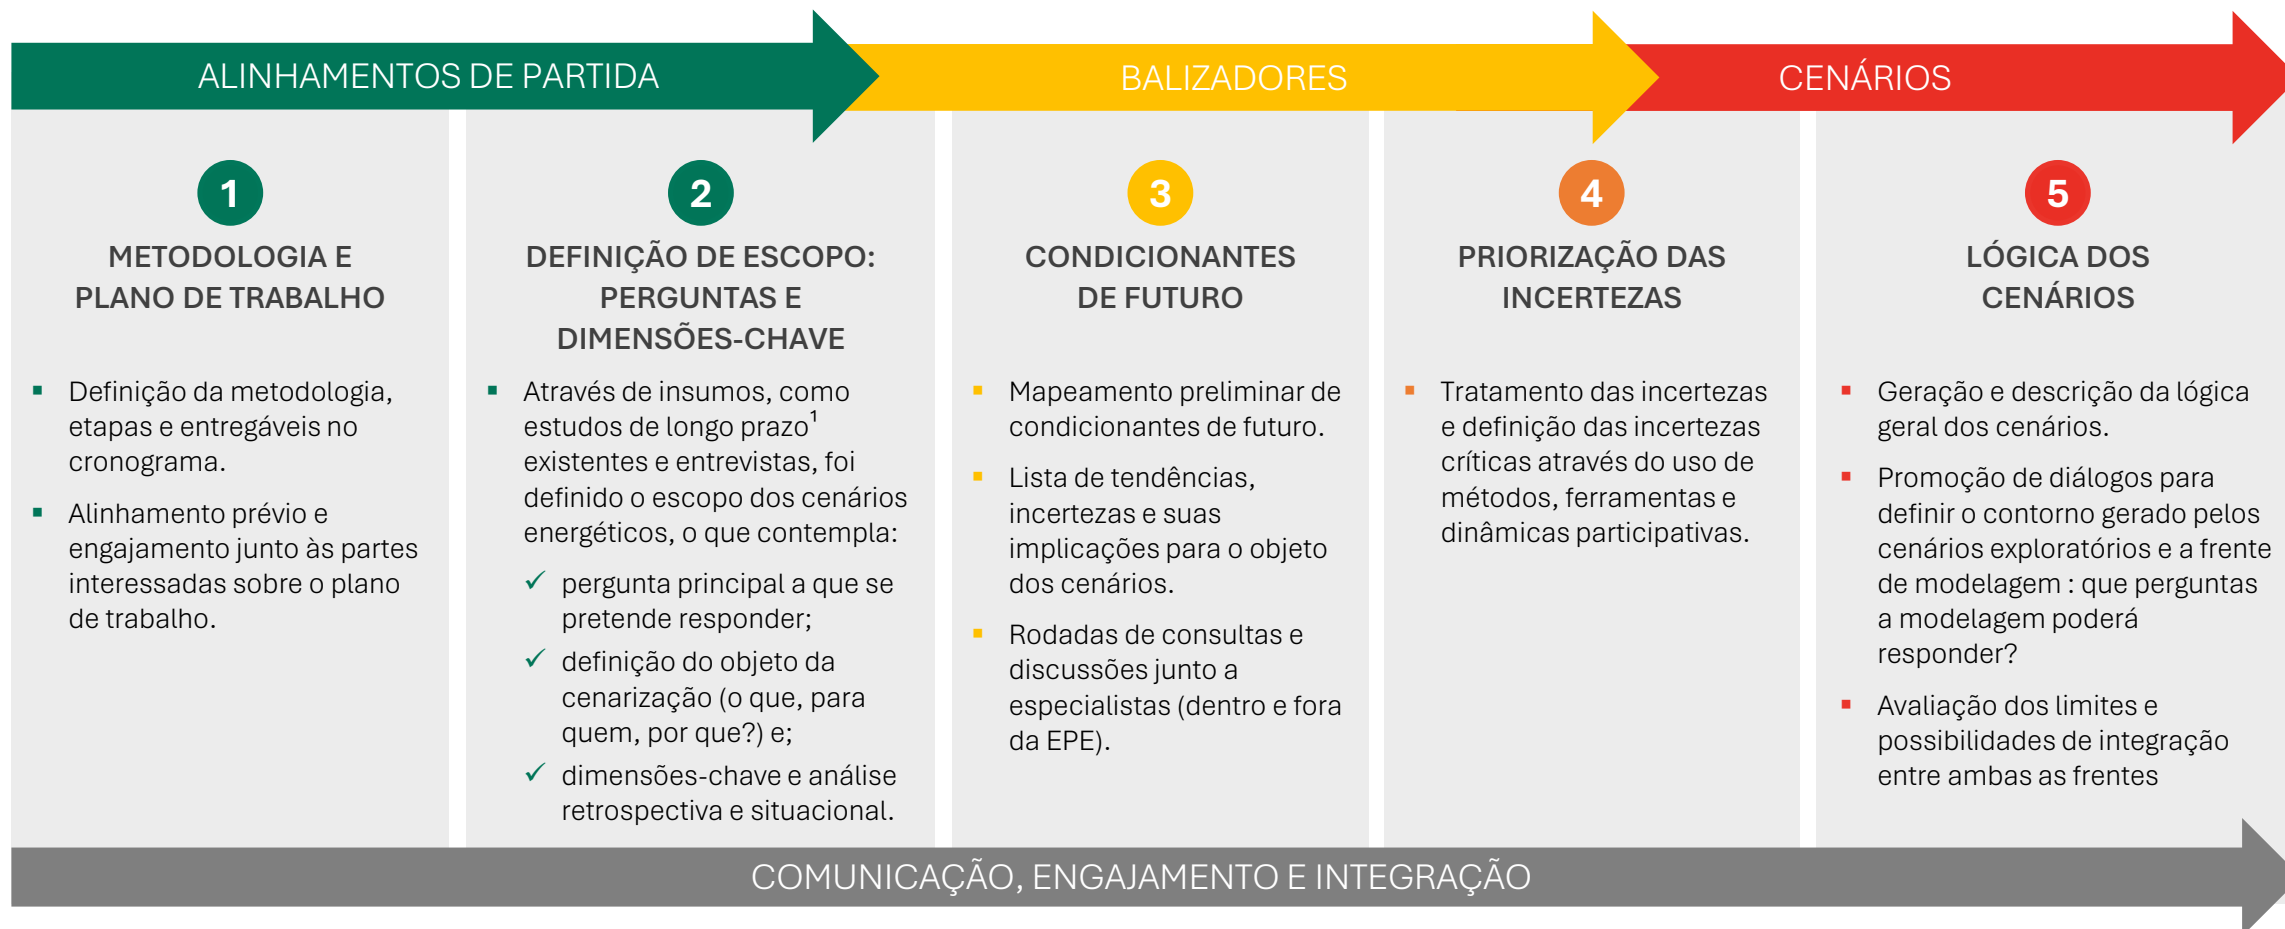 ALINHAMENTOS DE PARTIDA
BALIZADORES
CENÁRIOS
1
METODOLOGIA E
PLANO DE TRABALHO
▪ Definição da metodologia,
etapas e entregáveis no
cronograma.
▪ Alinhamento prévio e
engajamento junto às partes
interessadas sobre o plano
de trabalho.
2
DEFINIÇÃO DE ESCOPO:
PERGUNTAS E
DIMENSÕES-CHAVE
▪ Através de insumos, como
estudos de longo prazo¹
existentes e entrevistas, foi
definido o escopo dos cenários
energéticos, o que contempla:
✓ pergunta principal a que se
pretende responder;
✓ definição do objeto da
cenarização (o que, para
quem, por que?) e;
✓ dimensões-chave e análise
retrospectiva e situacional.
3
CONDICIONANTES
DE FUTURO
▪ Mapeamento preliminar de
condicionantes de futuro.
▪ Lista de tendências,
incertezas e suas
implicações para o objeto
dos cenários.
▪ Rodadas de consultas e
discussões junto a
especialistas (dentro e fora
da EPE).
4
PRIORIZAÇÃO DAS
INCERTEZAS
▪ Tratamento das incertezas
e definição das incertezas
críticas através do uso de
métodos, ferramentas e
dinâmicas participativas.
5
LÓGICA DOS
CENÁRIOS
▪ Geração e descrição da lógica
geral dos cenários.
▪ Promoção de diálogos para
definir o contorno gerado pelos
cenários exploratórios e a frente
de modelagem : que perguntas
a modelagem poderá
responder?
▪ Avaliação dos limites e
possibilidades de integração
entre ambas as frentes
COMUNICAÇÃO, ENGAJAMENTO E INTEGRAÇÃO